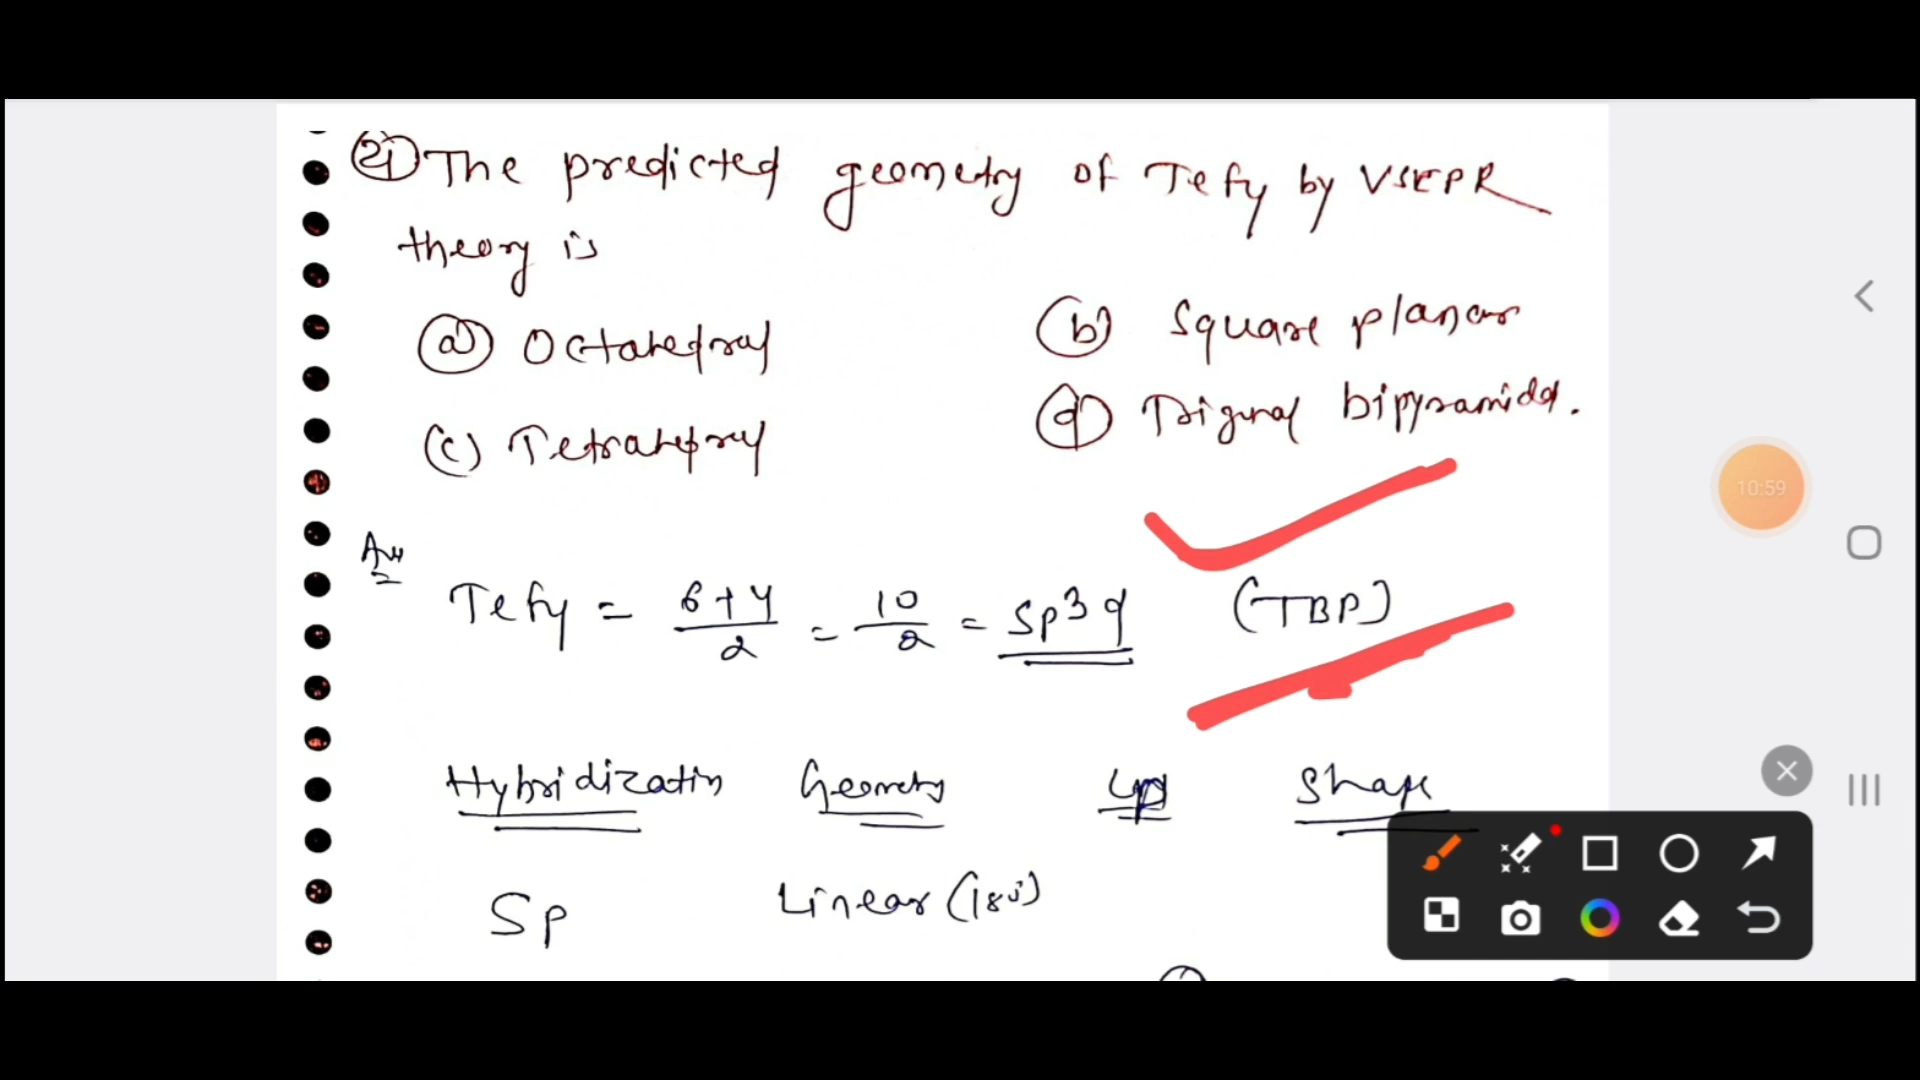 21 The predicted geometry of TeF4 by VSEPR
theory is
(a) Octahedral
(b) Square planar
(c) Tetrahedral
(d) Trigonal bipyramidal.
Ans
TeF4 = 6+4/2 = 10/2 = sp3d (TBP)
Hybridization Geometry Lp Shape
Sp Linear (180°)
10:59